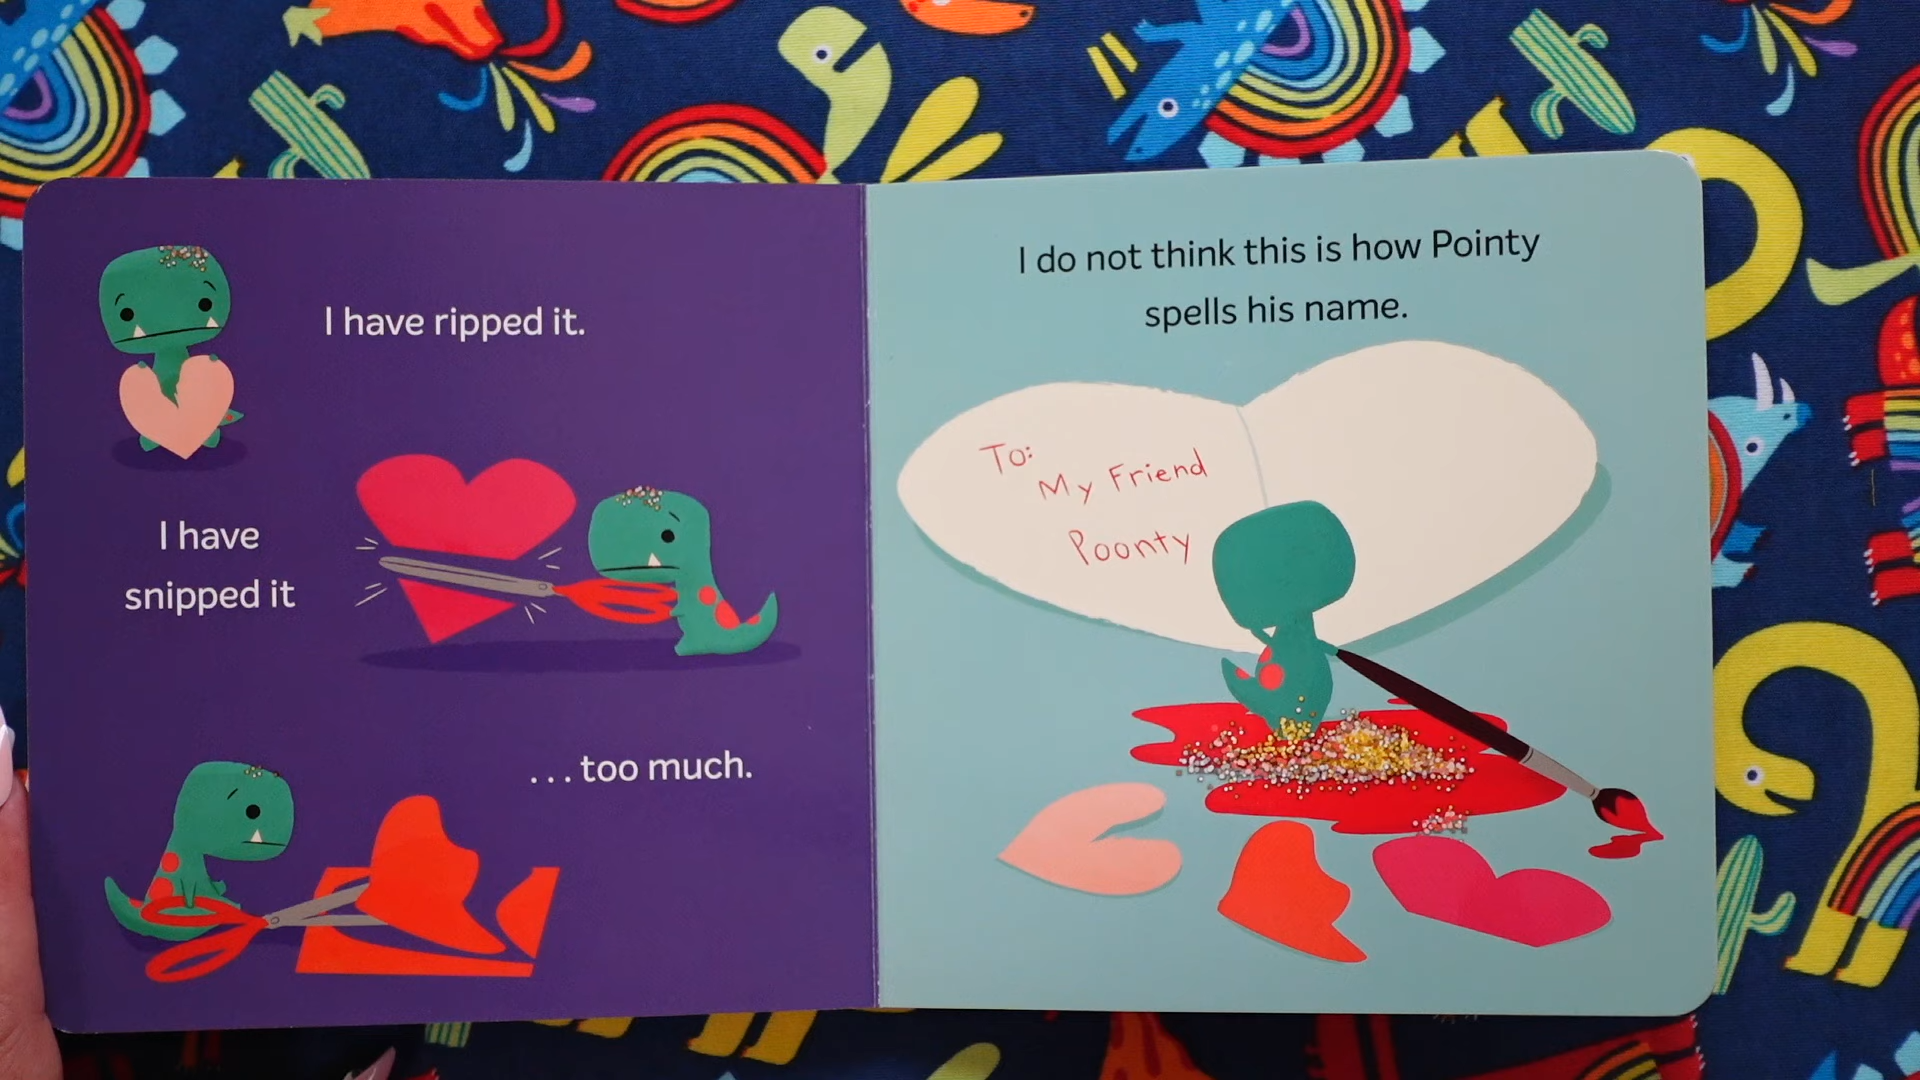 I have ripped it.
I have
snipped it
...too much.
I do not think this is how Pointy
spells his name.
To:
My Friend
Poonty